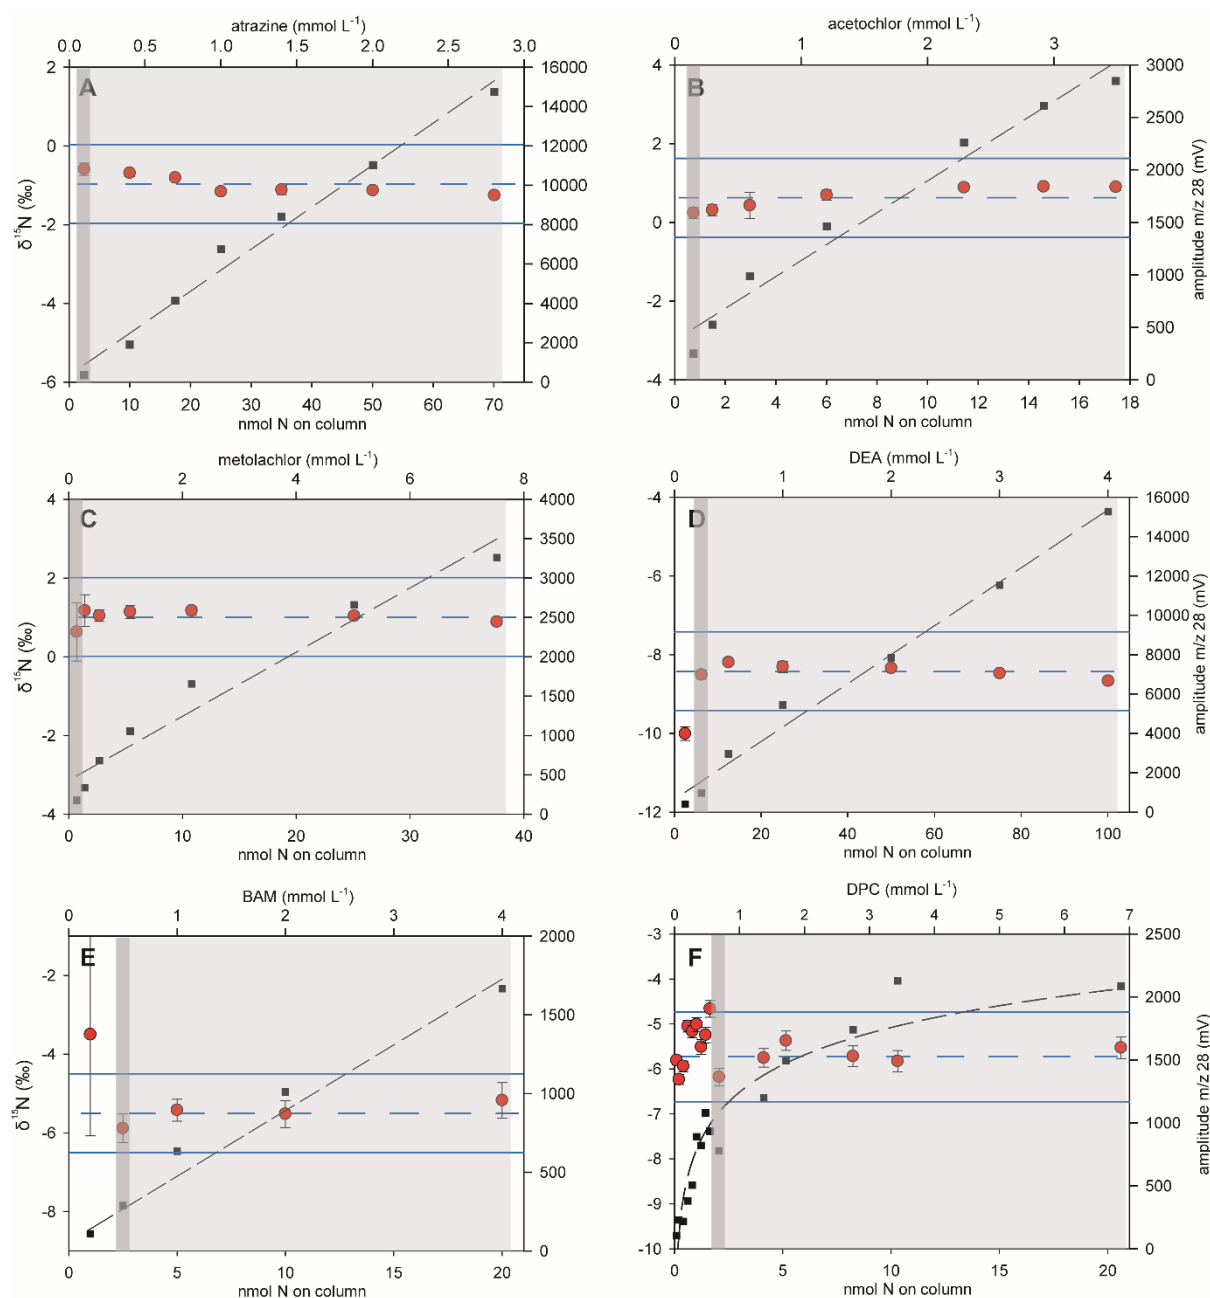 atrazine (mmol L-1)
0.0 0.5 1.0 1.5 2.0 2.5 3.0
A
2 0 -2 -4 -6
δ15N (‰)
16000 14000 12000 10000 8000 6000 4000 2000 0
0 10 20 30 40 50 60 70
nmol N on column
acetochlor (mmol L-1)
0 1 2 3
B
4 2 0 -2 -4
3000 2500 2000 1500 1000 500 0
amplitude m/z 28 (mV)
0 2 4 6 8 10 12 14 16 18
nmol N on column
metolachlor (mmol L-1)
0 2 4 6 8
C
4 2 0 -2 -4
δ15N (‰)
4000 3500 3000 2500 2000 1500 1000 500 0
0 10 20 30 40
nmol N on column
DEA (mmol L-1)
0 1 2 3 4
D
-4 -6 -8 -10 -12
16000 14000 12000 10000 8000 6000 4000 2000 0
amplitude m/z 28 (mV)
0 20 40 60 80 100
nmol N on column
BAM (mmol L-1)
0 1 2 3 4
E
-2 -4 -6 -8
δ15N (‰)
2000 1500 1000 500 0
0 5 10 15 20
nmol N on column
DPC (mmol L-1)
0 1 2 3 4 5 6 7
F
-3 -4 -5 -6 -7 -8 -9 -10
2500 2000 1500 1000 500 0
amplitude m/z 28 (mV)
0 5 10 15 20
nmol N on column